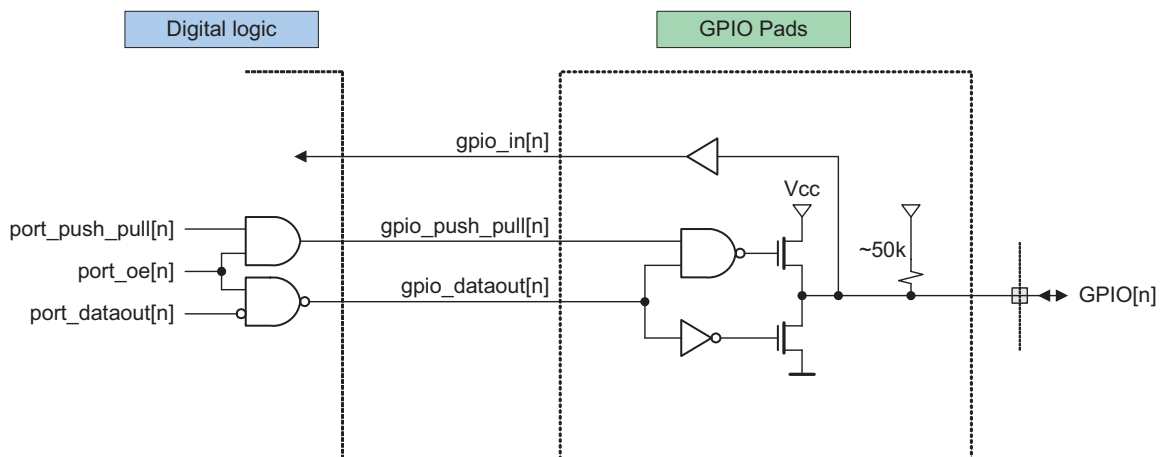 Digital logic
GPIO Pads
gpio_in[n]
Vcc
port_push_pull[n]
gpio_push_pull[n]
~50k
port_oe[n]
gpio_dataout[n]
GPIO[n]
port_dataout[n]